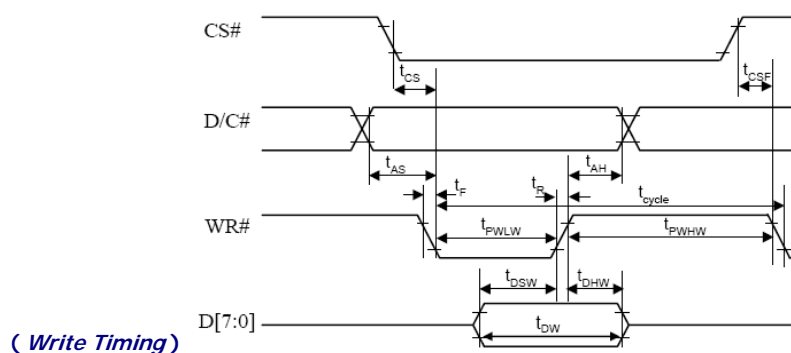 CS#
tCS
tCSF
D/C#
tAS
tAH
tF
tR
tcycle
WR#
tPWLW
tPWHW
tDSW
tDHW
D[7:0]
tDW
( Write Timing)